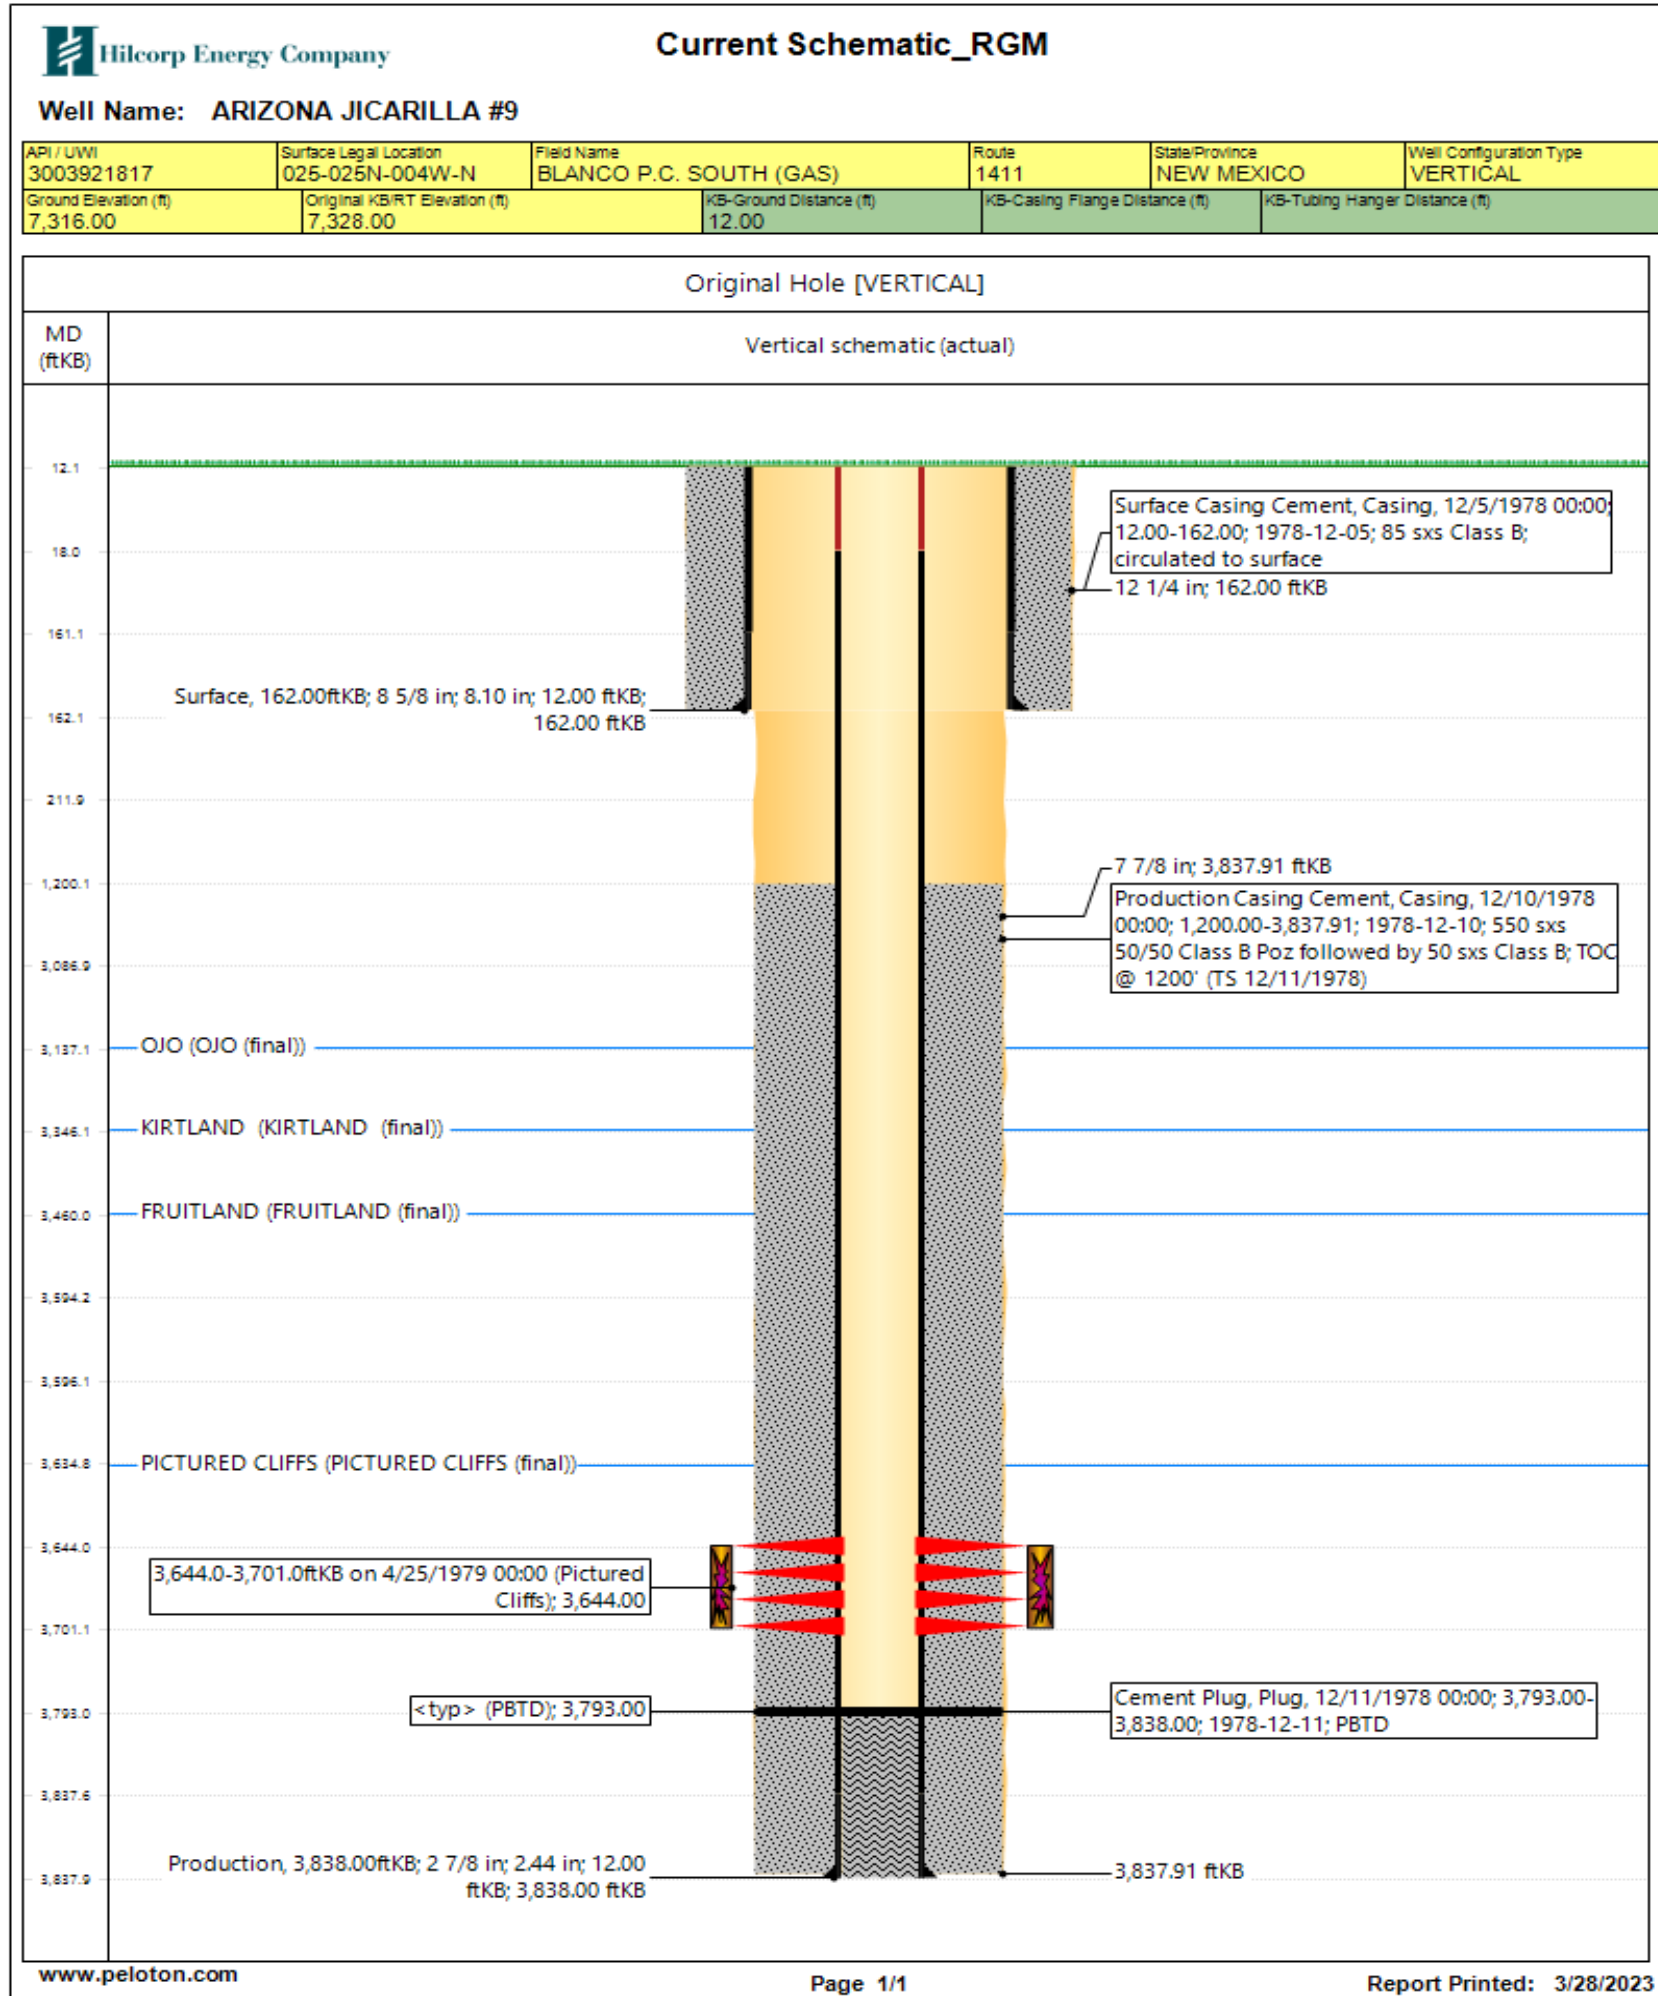 Hilcorp Energy Company
Current Schematic_RGM
Well Name: ARIZONA JICARILLA #9
API / UWI
3003921817
Surface Legal Location
025-025N-004W-N
Field Name
BLANCO P.C. SOUTH (GAS)
Route
1411
State/Province
NEW MEXICO
Well Configuration Type
VERTICAL
Ground Elevation (ft)
7,316.00
Original KB/RT Elevation (ft)
7,328.00
KB-Ground Distance (ft)
12.00
KB-Casing Flange Distance (ft)
KB-Tubing Hanger Distance (ft)
Original Hole [VERTICAL]
MD
(ftKB)
Vertical schematic (actual)
12.1
Surface Casing Cement, Casing, 12/5/1978 00:00;
12.00-162.00; 1978-12-05; 85 sxs Class B;
circulated to surface
18.0
12 1/4 in; 162.00 ftKB
161.1
Surface, 162.00ftKB; 8 5/8 in; 8.10 in; 12.00 ftKB;
162.00 ftKB
162.1
211.9
7 7/8 in; 3,837.91 ftKB
1,200.1
Production Casing Cement, Casing, 12/10/1978
00:00; 1,200.00-3,837.91; 1978-12-10; 550 sxs
50/50 Class B Poz followed by 50 sxs Class B; TOC
@ 1200' (TS 12/11/1978)
3,086.9
3,137.1
OJO (OJO (final))
3,346.1
KIRTLAND (KIRTLAND (final))
3,460.0
FRUITLAND (FRUITLAND (final))
3,594.2
3,596.1
3,634.8
PICTURED CLIFFS (PICTURED CLIFFS (final))
3,644.0
3,644.0-3,701.0ftKB on 4/25/1979 00:00 (Pictured
Cliffs); 3,644.00
3,701.1
<typ> (PBTD); 3,793.00
Cement Plug, Plug, 12/11/1978 00:00; 3,793.00-
3,838.00; 1978-12-11; PBTD
3,793.0
3,837.6
Production, 3,838.00ftKB; 2 7/8 in; 2.44 in; 12.00
ftKB; 3,838.00 ftKB
3,837.91 ftKB
3,837.9
www.peloton.com
Page 1/1
Report Printed: 3/28/2023